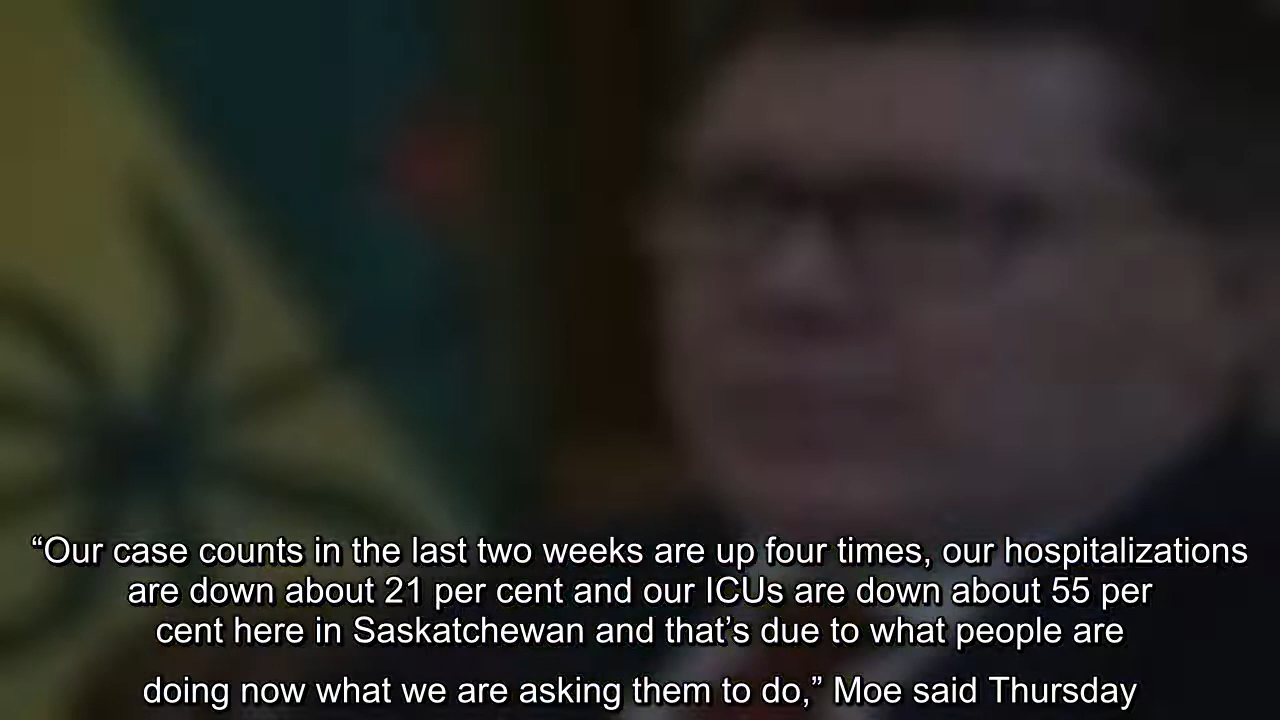 “Our case counts in the last two weeks are up four times, our hospitalizations
are down about 21 per cent and our ICUs are down about 55 per
cent here in Saskatchewan and that’s due to what people are
doing now what we are asking them to do,” Moe said Thursday